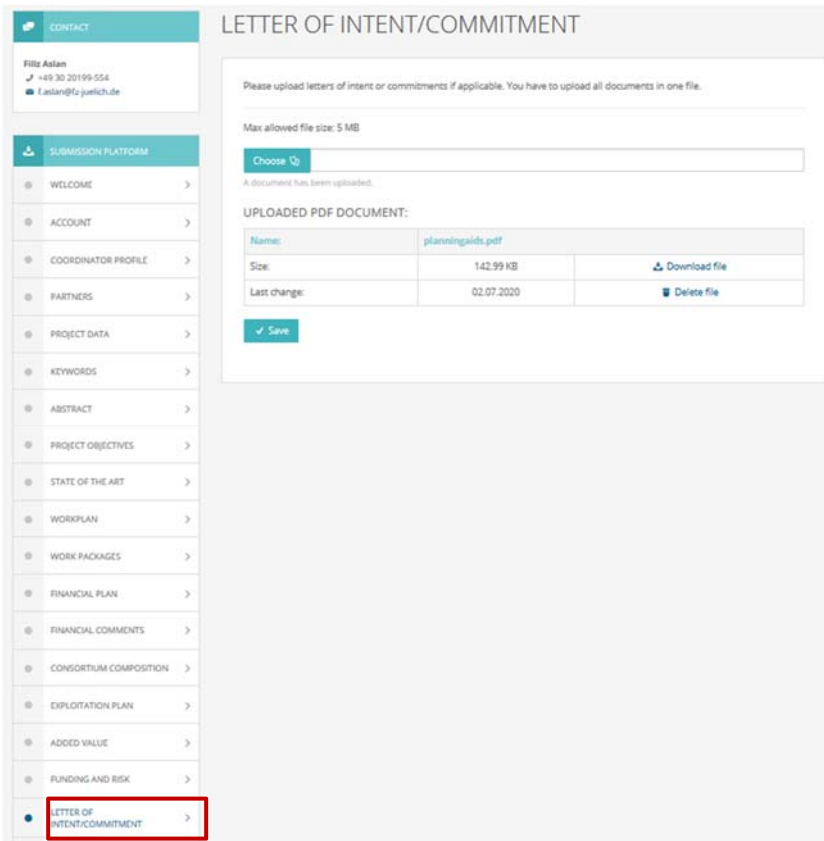 CONTACT
Filiz Aslan
+49 30 20199-554
f.aslan@fz-juelich.de
SUBMISSION PLATFORM
WELCOME
ACCOUNT
COORDINATOR PROFILE
PARTNERS
PROJECT DATA
KEYWORDS
ABSTRACT
PROJECT OBJECTIVES
STATE OF THE ART
WORKPLAN
WORK PACKAGES
FINANCIAL PLAN
FINANCIAL COMMENTS
CONSORTIUM COMPOSITION
EXPLOITATION PLAN
ADDED VALUE
FUNDING AND RISK
LETTER OF
INTENT/COMMITMENT
LETTER OF INTENT/COMMITMENT
Please upload letters of intent or commitments if applicable. You have to upload all documents in one file.
Max allowed file size: 5 MB
Choose
A document has been uploaded.
UPLOADED PDF DOCUMENT:
Name: planningaids.pdf
Size: 142.99 KB Download file
Last change: 02.07.2020 Delete file
Save